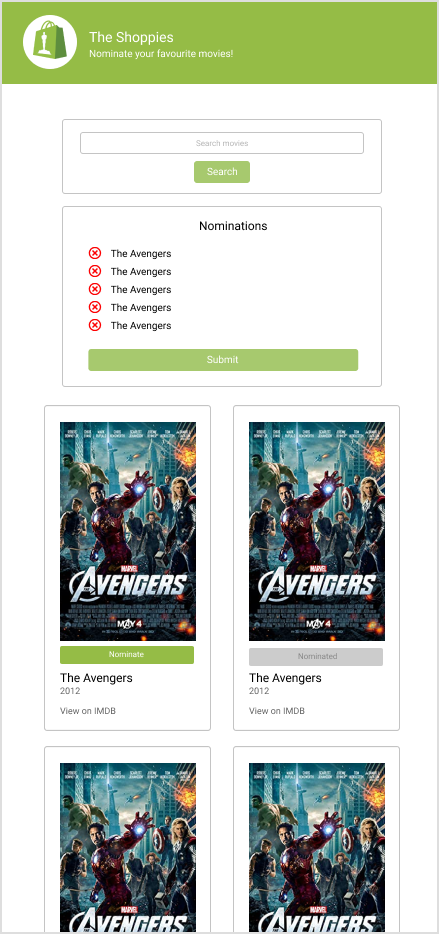 The Shoppies
Nominate your favourite movies!
Search movies
Search
Nominations
The Avengers
The Avengers
The Avengers
The Avengers
The Avengers
Submit
MARVEL
AVENGERS
MAY 4
Nominate
The Avengers
2012
View on IMDB
MARVEL
AVENGERS
MAY 4
Nominated
The Avengers
2012
View on IMDB
MARVEL
AVENGERS
MARVEL
AVENGERS